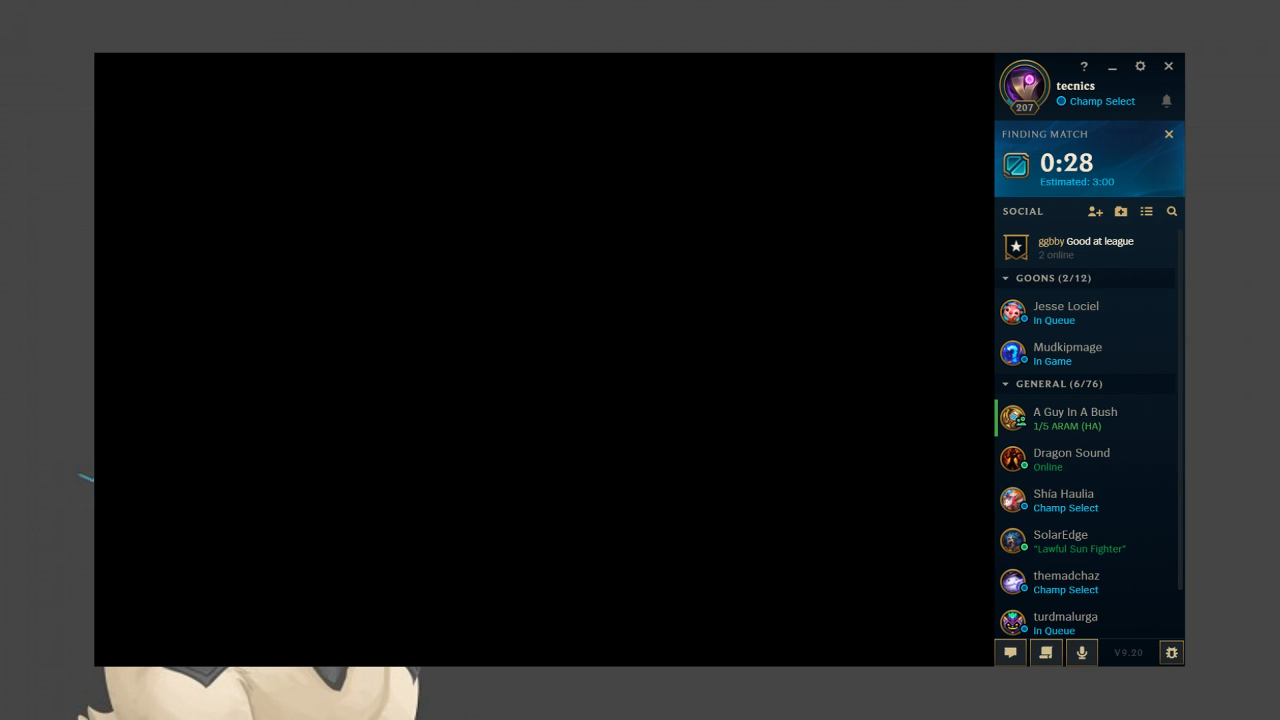 ?
tecnics
207
Champ Select
FINDING MATCH
0:28
Estimated: 3:00
SOCIAL
ggbby Good at league
2 online
GOONS (2/12)
Jesse Lociel
In Queue
Mudkipmage
In Game
GENERAL (6/76)
A Guy In A Bush
1/5 ARAM (HA)
Dragon Sound
Online
Shía Haulia
Champ Select
SolarEdge
"Lawful Sun Fighter"
themadchaz
Champ Select
turdmalurga
In Queue
V9.20